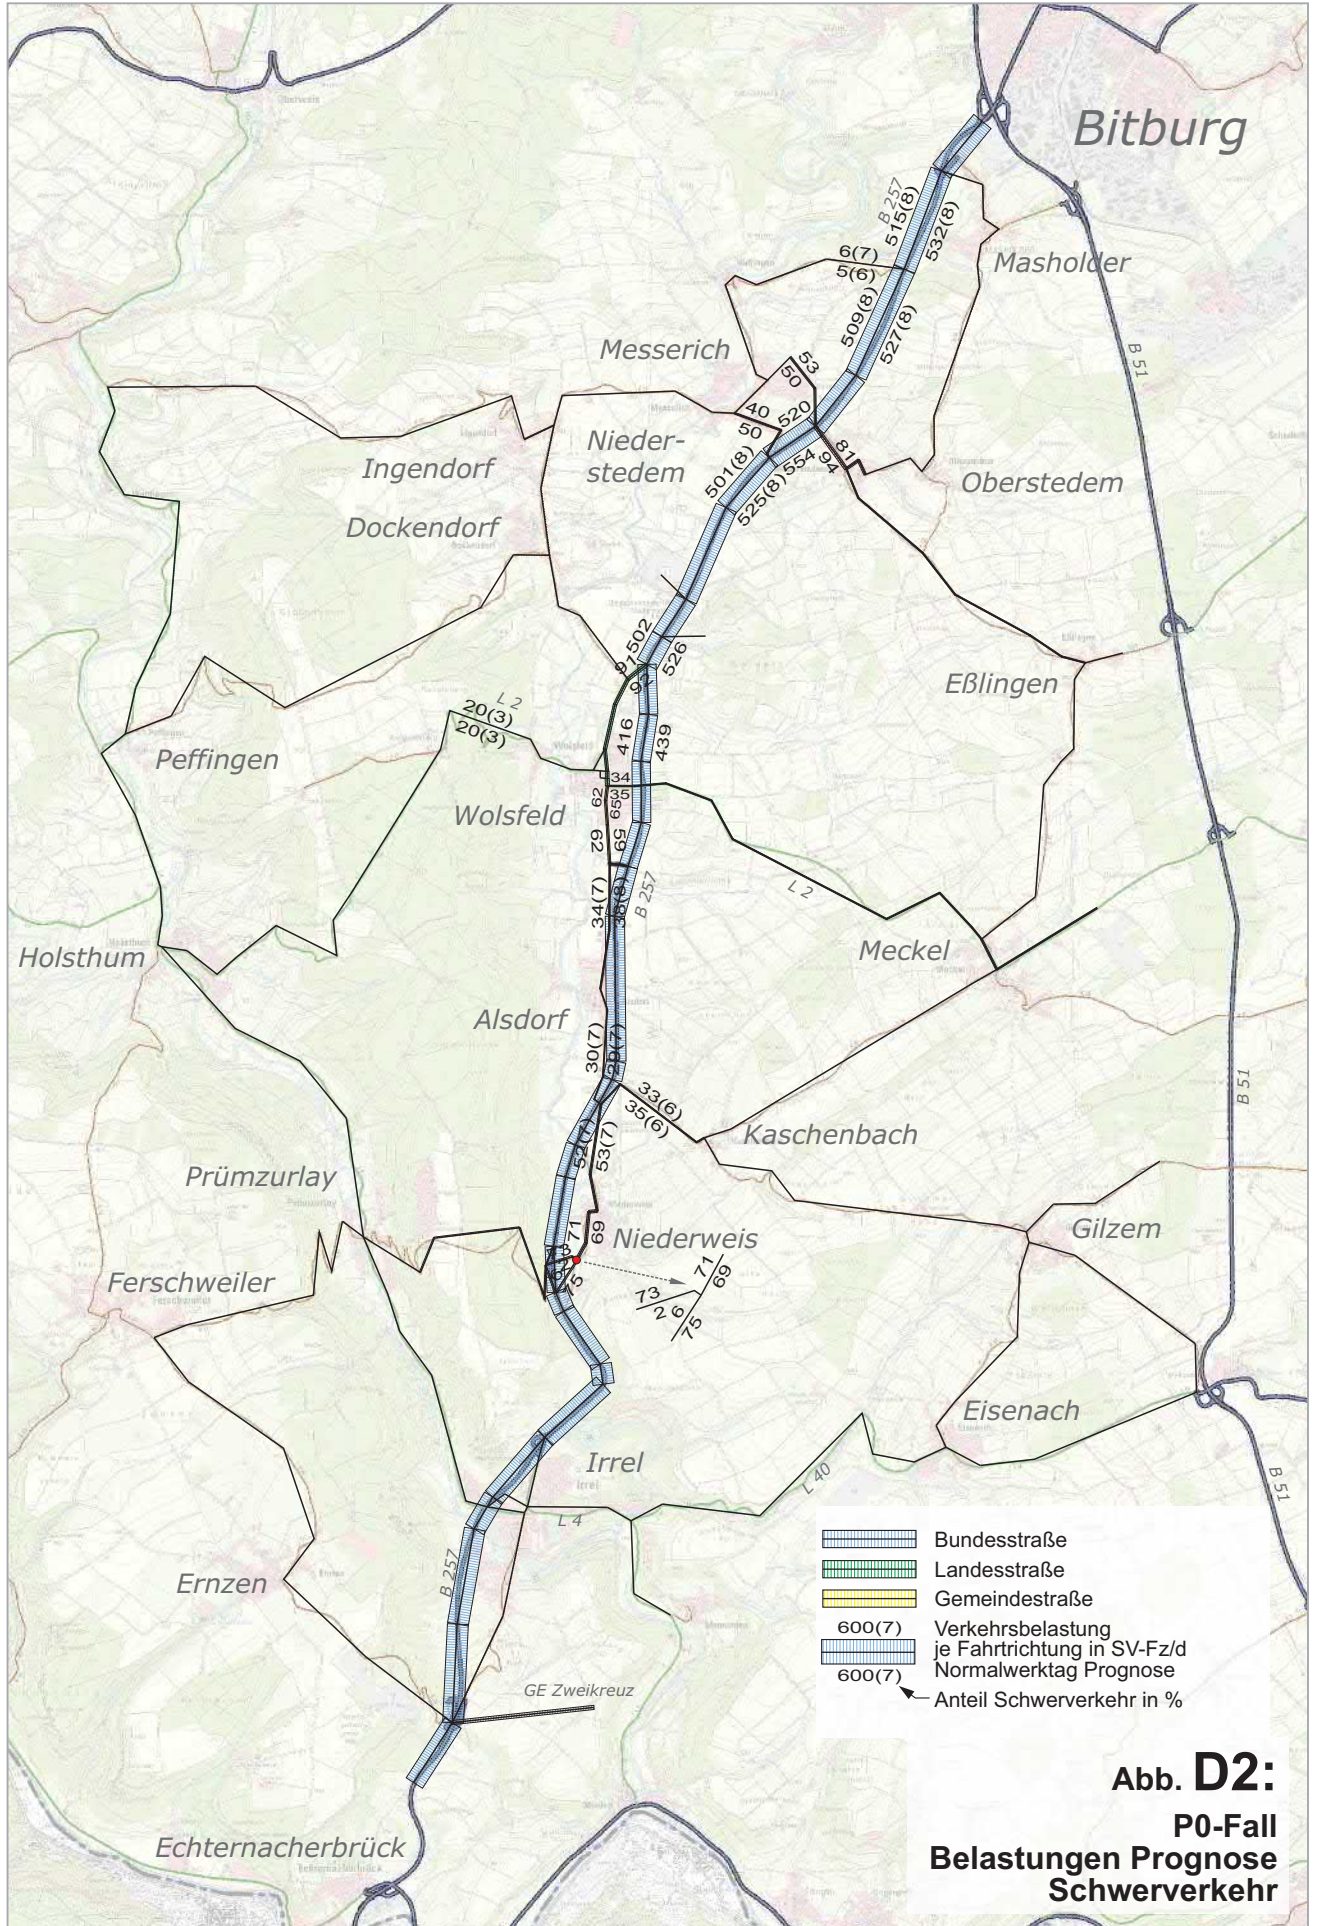 Bitburg
B 257
515(8)
532(8)
6(7)
5(6)
Masholder
509(8)
527(8)
B 51
Messerich
53
50
40
50
520
554
81
94
Nieder-
stedem
501(8)
525(8)
Ingendorf
Oberstedem
Dockendorf
502
526
91
92
Eßlingen
L 2
20(3)
20(3)
416
439
Peffingen
34
35
62
65
Wolsfeld
62
59
34(7)
38(8)
B 257
L 2
Meckel
Holsthum
Alsdorf
30(7)
29(7)
B 51
33(6)
35(6)
Kaschenbach
52(7)
53(7)
Prümzurlay
71
69
Niederweis
Gilzem
75
71
69
73
2 6
75
Ferschweiler
Eisenach
Irrel
L 40
B 51
L 4
B 257
Ernzen
Bundesstraße
Landesstraße
Gemeindestraße
600(7) Verkehrsbelastung
je Fahrtrichtung in SV-Fz/d
600(7) Normalwerktag Prognose
Anteil Schwerverkehr in %
GE Zweikreuz
Abb. D2:
P0-Fall
Belastungen Prognose
Schwerverkehr
Echternacherbrück